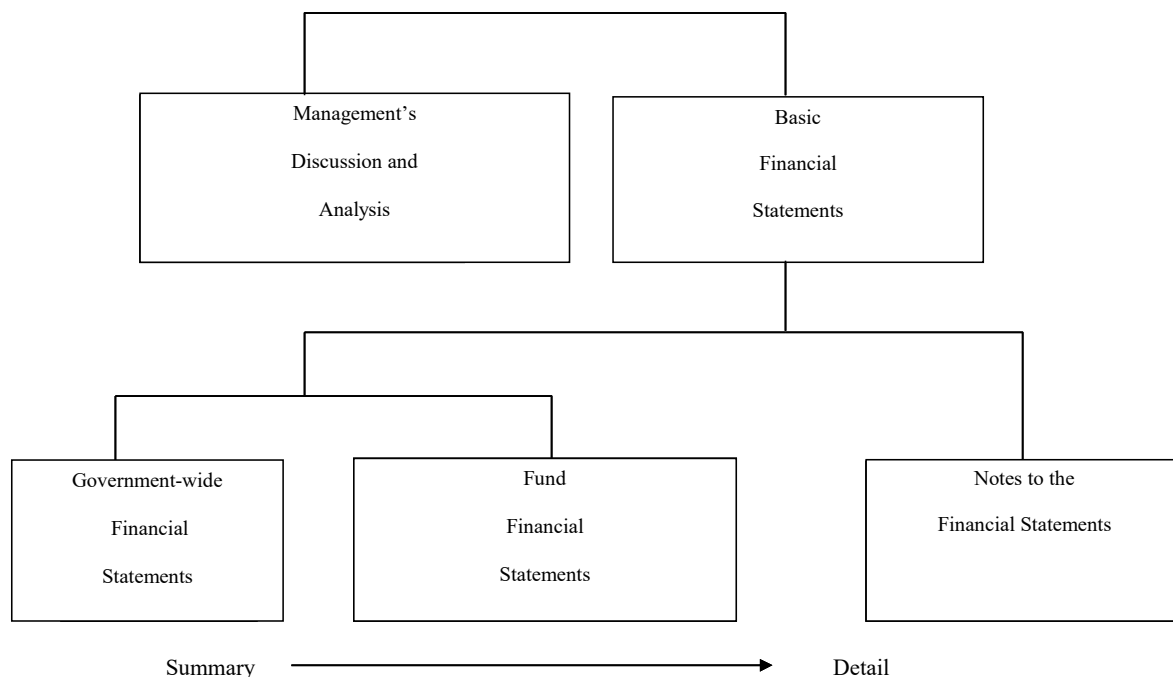 Management’s
Discussion and
Analysis
Basic
Financial
Statements
Government-wide
Financial
Statements
Fund
Financial
Statements
Notes to the
Financial Statements
Summary
Detail